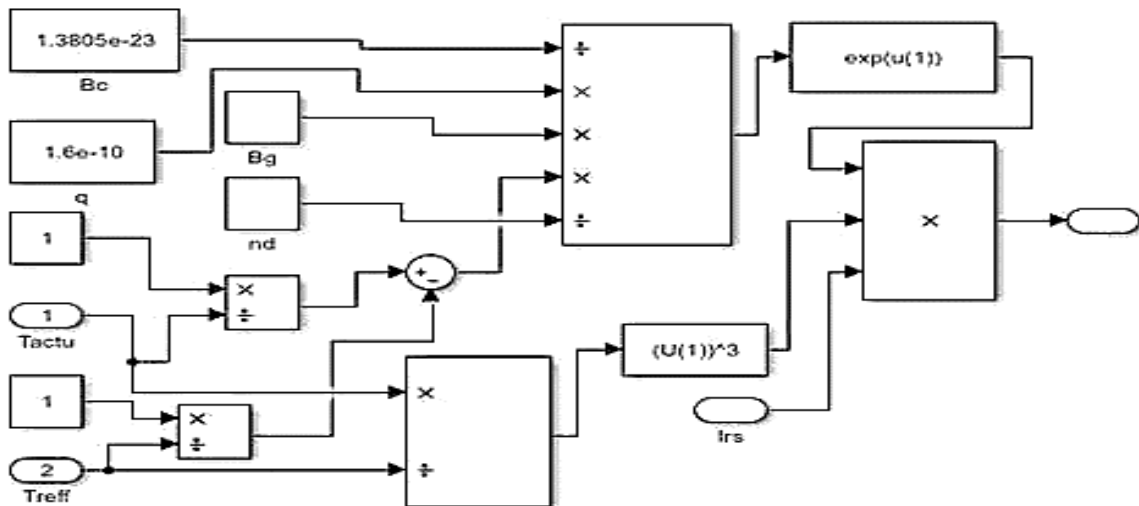 1.3805e-23
Bc
÷
×
×
×
÷
exp(u(1))
1.6e-10
q
Bg
nd
×
1
×
÷
+
-
1
Tactu
(U(1))^3
×
÷
1
×
÷
Irs
2
Treff